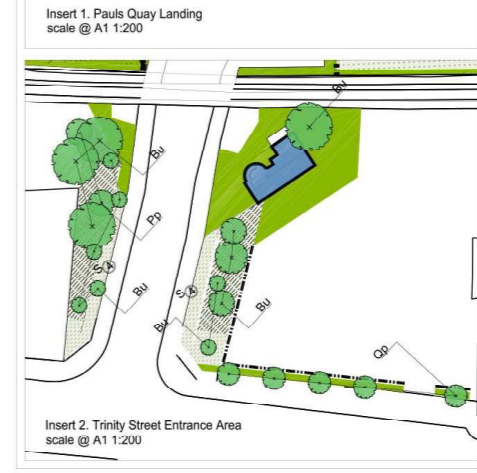 Insert 1. Pauls Quay Landing
scale @ A1 1:200
Bu
Bu
Pp
S
Bu
S
Bu
Bu
Qp
Insert 2. Trinity Street Entrance Area
scale @ A1 1:200